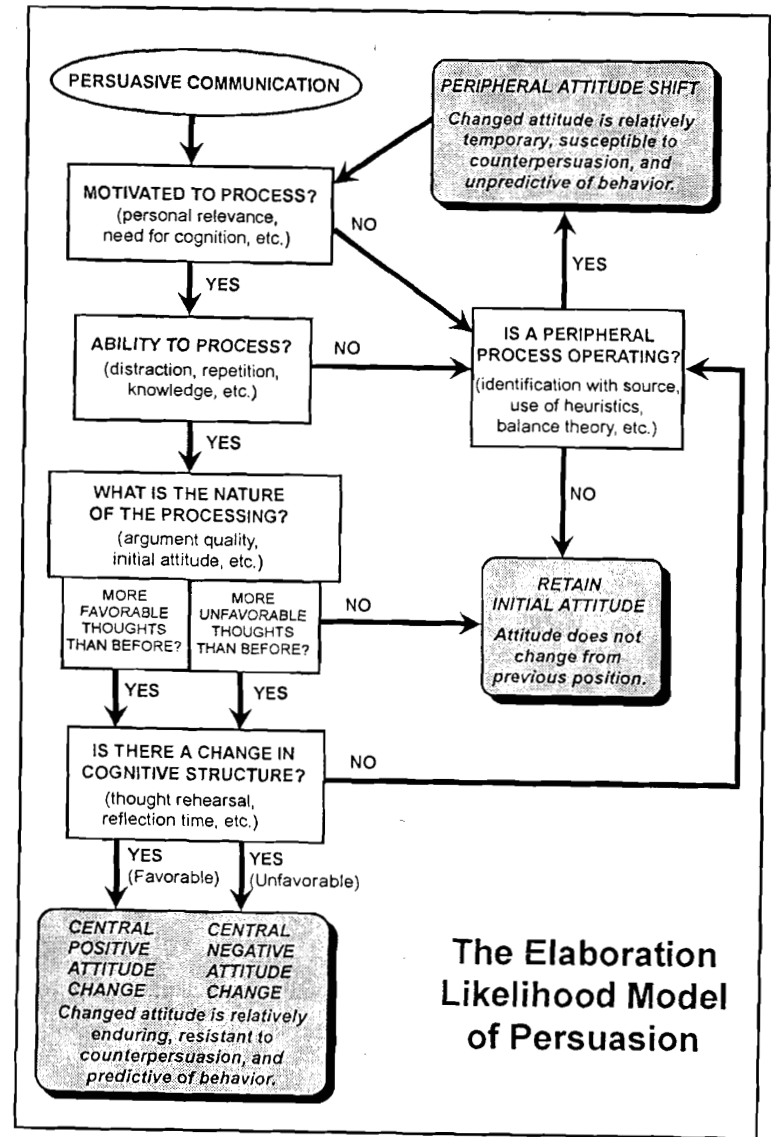 PERSUASIVE COMMUNICATION
PERIPHERAL ATTITUDE SHIFT
Changed attitude is relatively
temporary, susceptible to
counterpersuasion, and
unpredictive of behavior.
MOTIVATED TO PROCESS?
(personal relevance,
need for cognition, etc.)
NO
YES
YES
ABILITY TO PROCESS?
(distraction, repetition,
knowledge, etc.)
NO
IS A PERIPHERAL
PROCESS OPERATING?
(identification with source,
use of heuristics,
balance theory, etc.)
YES
NO
WHAT IS THE NATURE
OF THE PROCESSING?
(argument quality,
initial attitude, etc.)
MORE
FAVORABLE
THOUGHTS
THAN BEFORE?
MORE
UNFAVORABLE
THOUGHTS
THAN BEFORE?
NO
RETAIN
INITIAL ATTITUDE
Attitude does not
change from
previous position.
YES
YES
IS THERE A CHANGE IN
COGNITIVE STRUCTURE?
(thought rehearsal,
reflection time, etc.)
NO
YES
(Favorable)
YES
(Unfavorable)
CENTRAL
POSITIVE
ATTITUDE
CHANGE
CENTRAL
NEGATIVE
ATTITUDE
CHANGE
Changed attitude is relatively
enduring, resistant to
counterpersuasion, and
predictive of behavior.
The Elaboration
Likelihood Model
of Persuasion